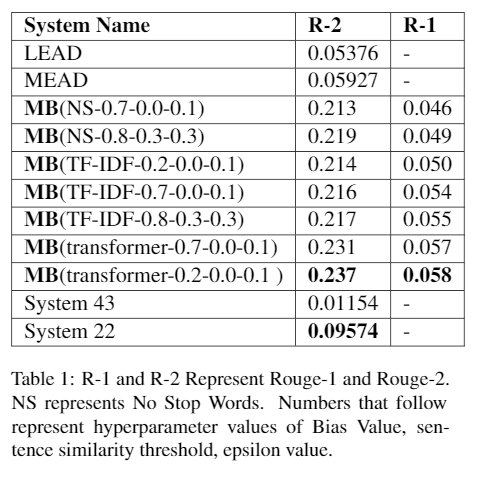 System Name R-2 R-1
LEAD 0.05376 -
MEAD 0.05927 -
MB(NS-0.7-0.0-0.1) 0.213 0.046
MB(NS-0.8-0.3-0.3) 0.219 0.049
MB(TF-IDF-0.2-0.0-0.1) 0.214 0.050
MB(TF-IDF-0.7-0.0-0.1) 0.216 0.054
MB(TF-IDF-0.8-0.3-0.3) 0.217 0.055
MB(transformer-0.7-0.0-0.1) 0.231 0.057
MB(transformer-0.2-0.0-0.1 ) 0.237 0.058
System 43 0.01154 -
System 22 0.09574 -
Table 1: R-1 and R-2 Represent Rouge-1 and Rouge-2.
NS represents No Stop Words. Numbers that follow
represent hyperparameter values of Bias Value, sen-
tence similarity threshold, epsilon value.